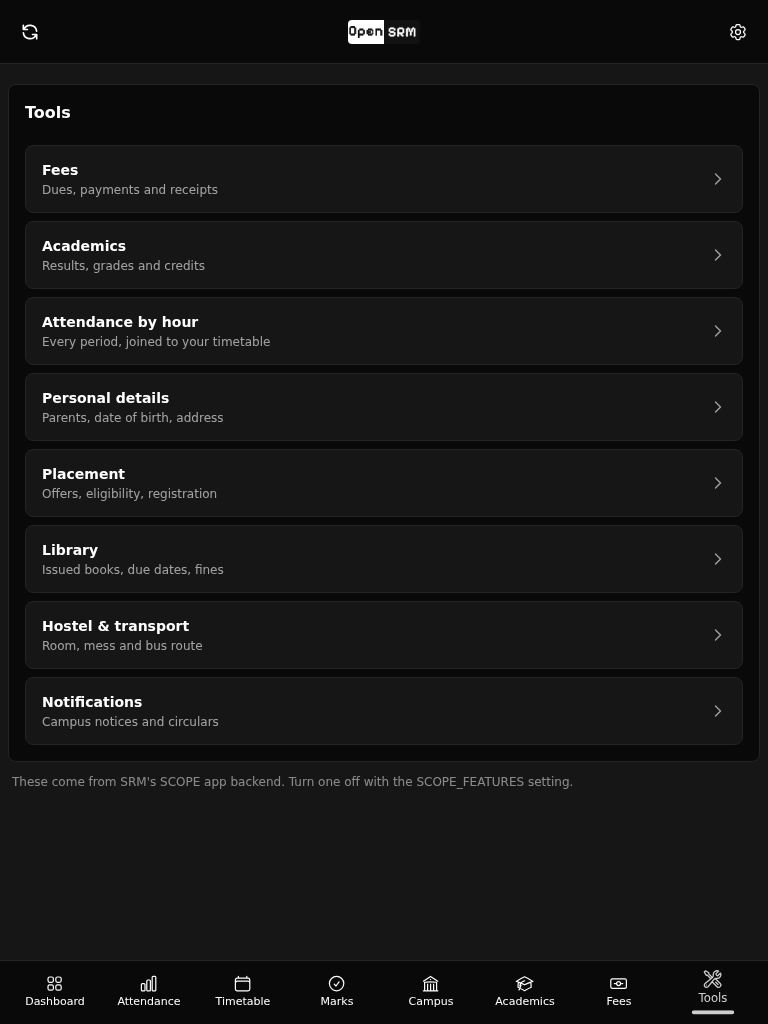 Open SRM
Tools
Fees
Dues, payments and receipts
Academics
Results, grades and credits
Attendance by hour
Every period, joined to your timetable
Personal details
Parents, date of birth, address
Placement
Offers, eligibility, registration
Library
Issued books, due dates, fines
Hostel & transport
Room, mess and bus route
Notifications
Campus notices and circulars
These come from SRM's SCOPE app backend. Turn one off with the SCOPE_FEATURES setting.
Dashboard Attendance Timetable Marks Campus Academics Fees Tools